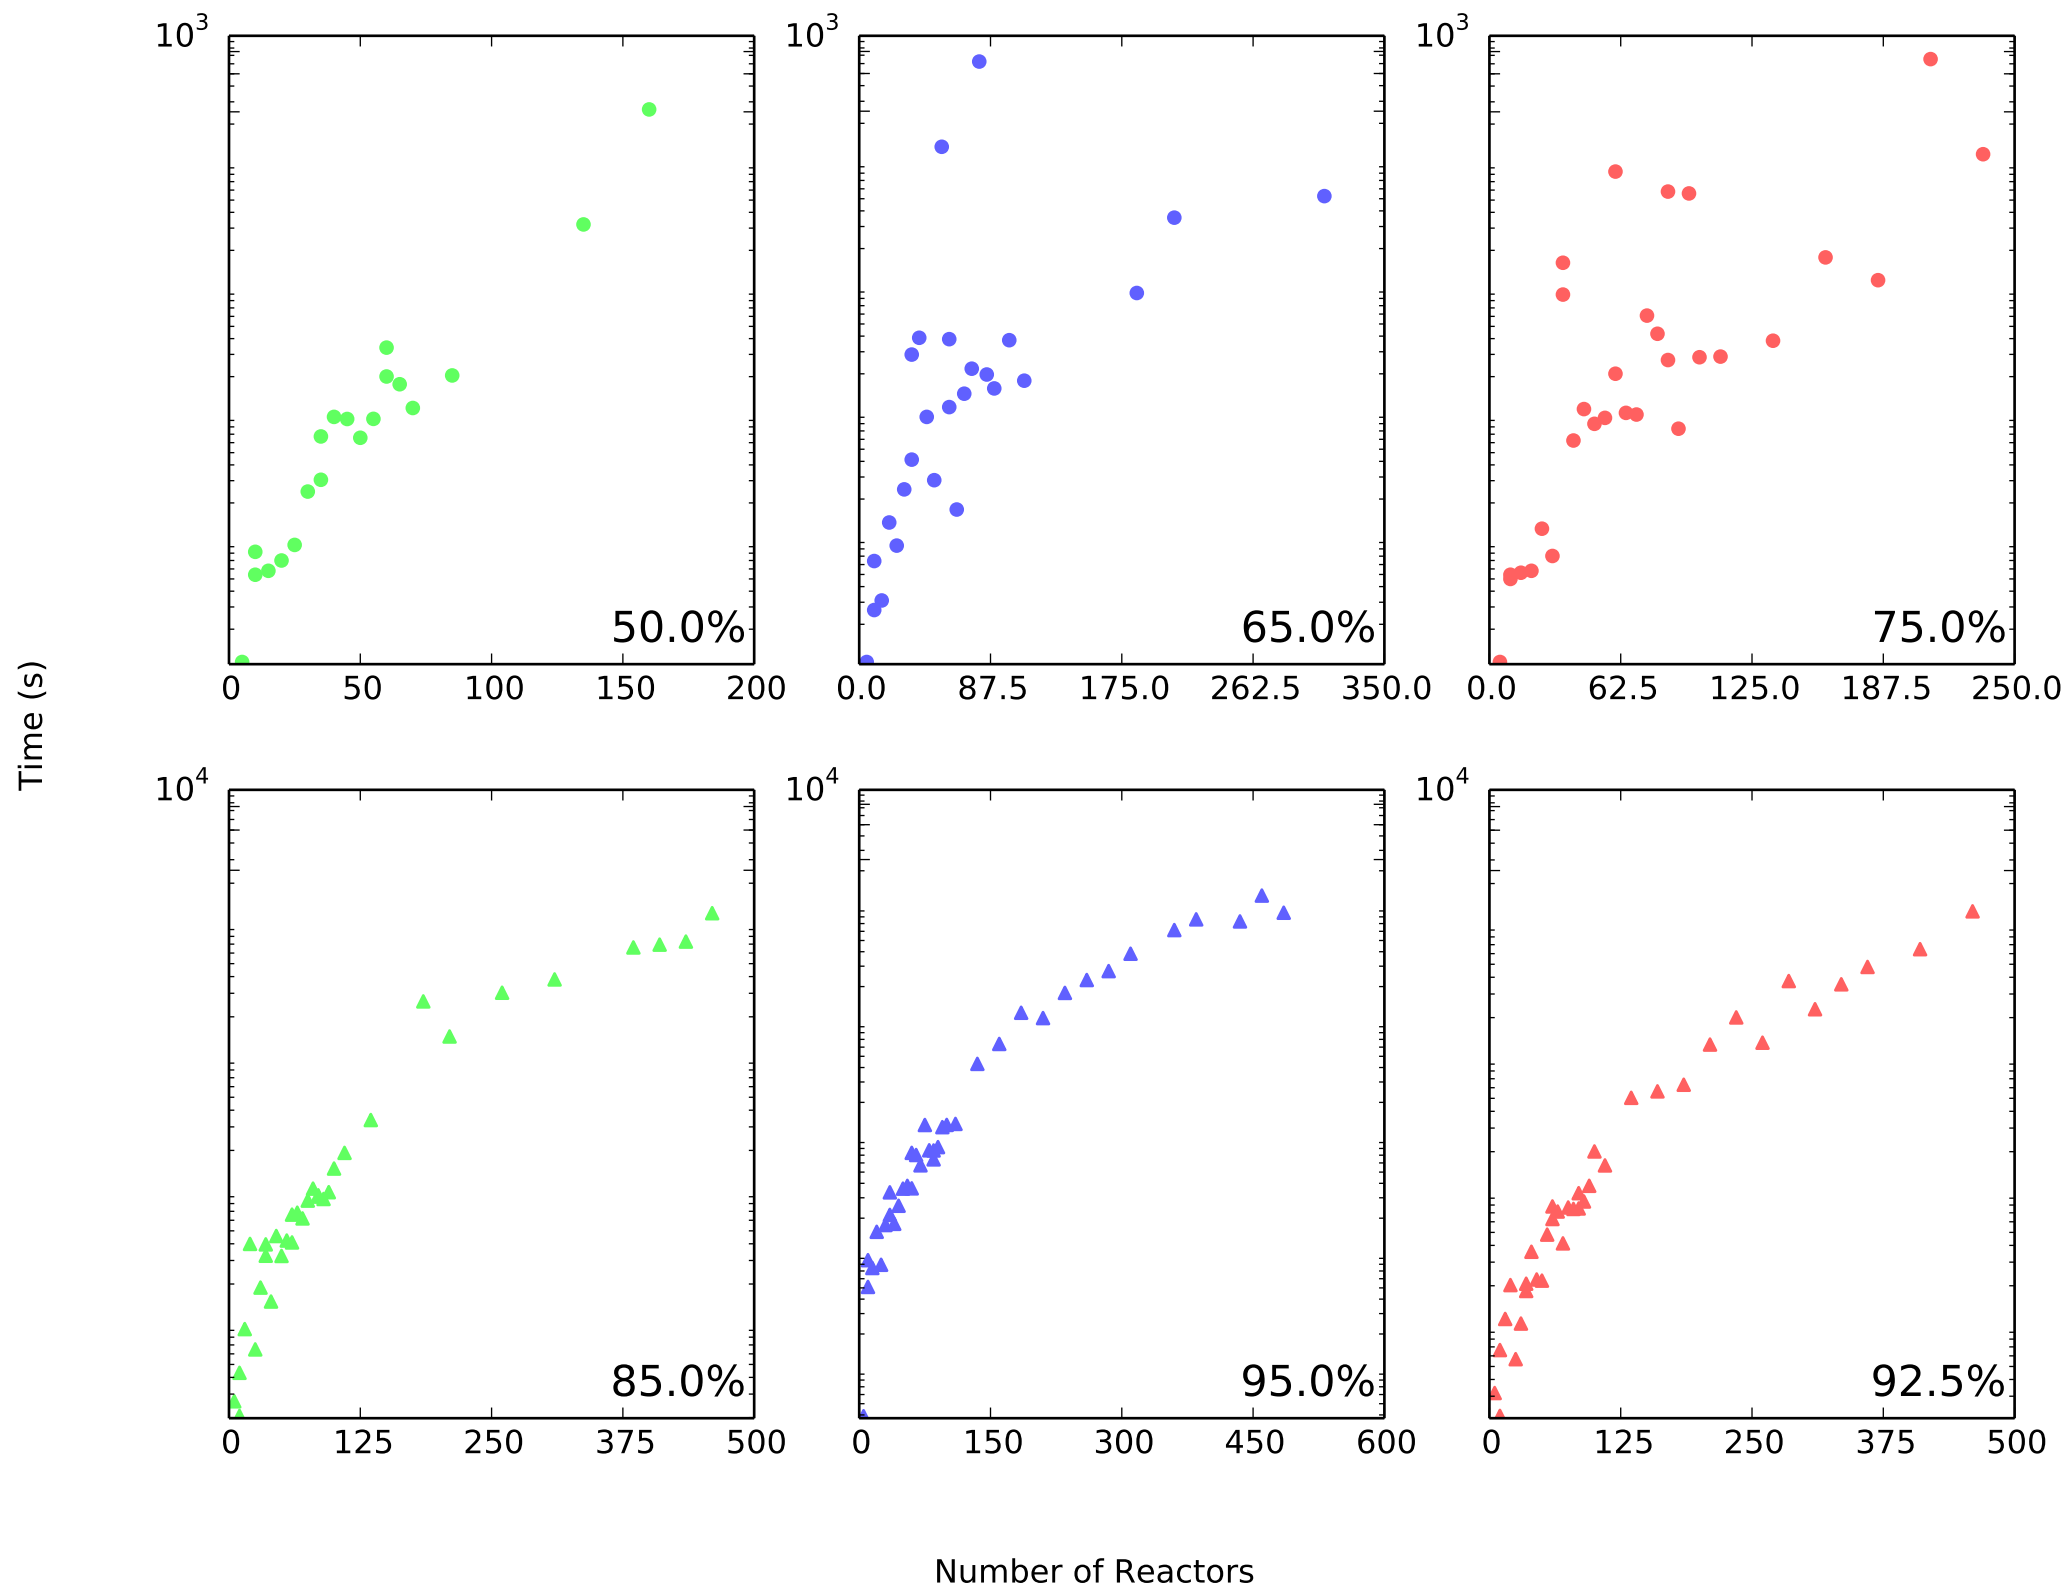 10³ 10³ 10³
50.0% 65.0% 75.0%
0 50 100 150 200 0.0 87.5 175.0 262.5 350.0 0.0 62.5 125.0 187.5 250.0
Time (s)
10⁴ 10⁴ 10⁴
85.0% 95.0% 92.5%
0 125 250 375 500 0 150 300 450 600 0 125 250 375 500
Number of Reactors